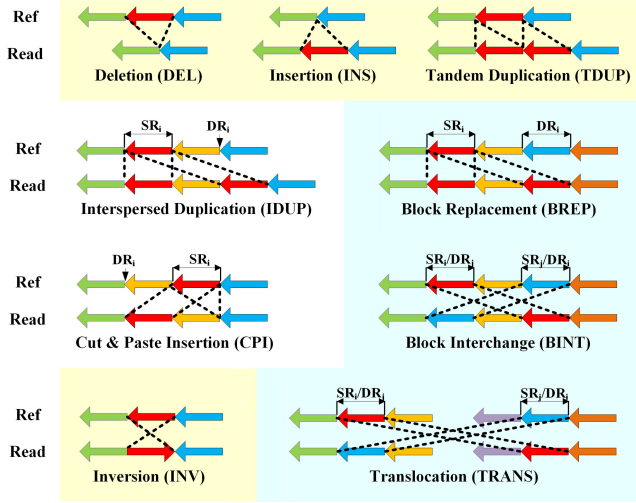 Ref
Read
Deletion (DEL)
Insertion (INS)
Tandem Duplication (TDUP)
SRi
DRi
SRi
DRi
Ref
Read
Interspersed Duplication (IDUP)
Block Replacement (BREP)
DRi
SRi
SRi/DRj
SRj/DRi
Ref
Read
Cut & Paste Insertion (CPI)
Block Interchange (BINT)
SRi/DRj
SRj/DRi
Ref
Read
Inversion (INV)
Translocation (TRANS)